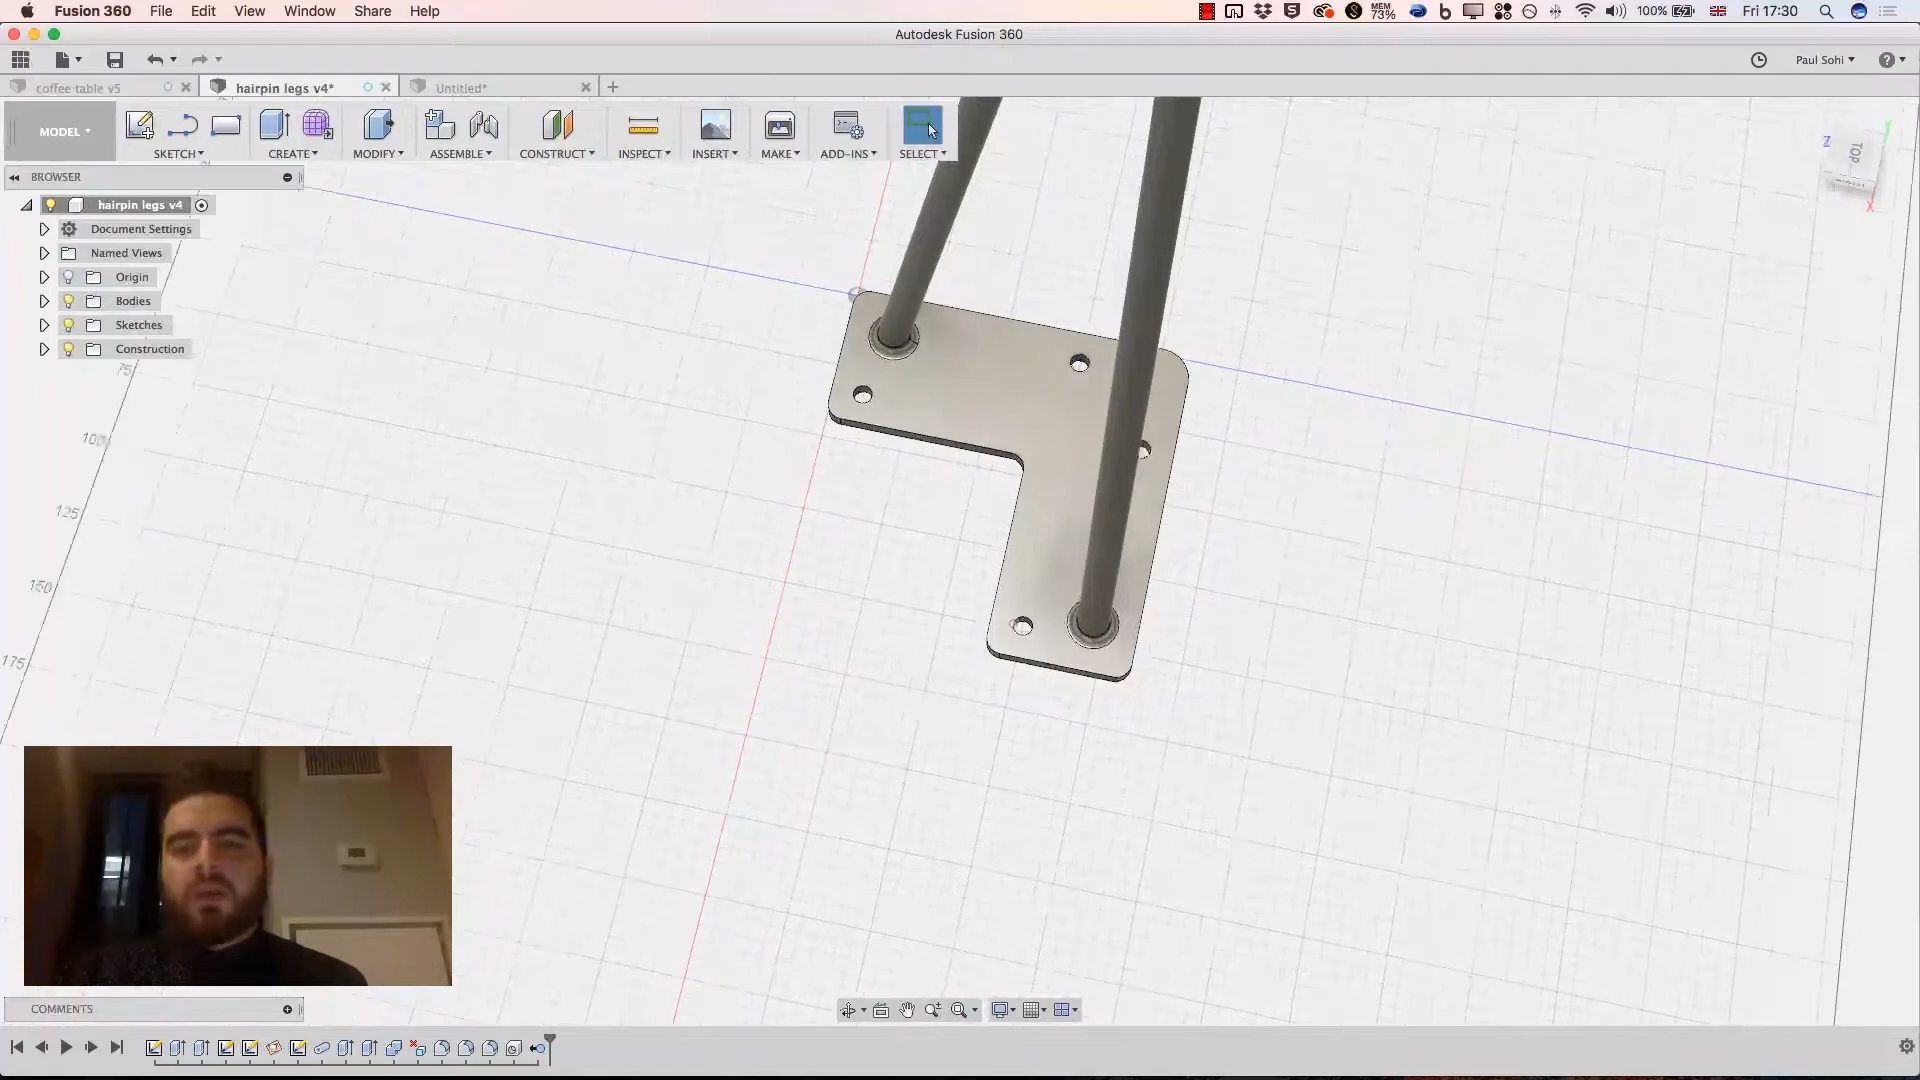 Fusion 360 File Edit View Window Share Help MEM 73% 100% Fri 17:30
Autodesk Fusion 360
Paul Sohi
coffee table v5 hairpin legs v4* Untitled*
MODEL SKETCH CREATE MODIFY ASSEMBLE CONSTRUCT INSPECT INSERT MAKE ADD-INS SELECT
BROWSER
hairpin legs v4
Document Settings
Named Views
Origin
Bodies
Sketches
Construction
75
100
125
150
175
Z
Y
TOP
X
COMMENTS